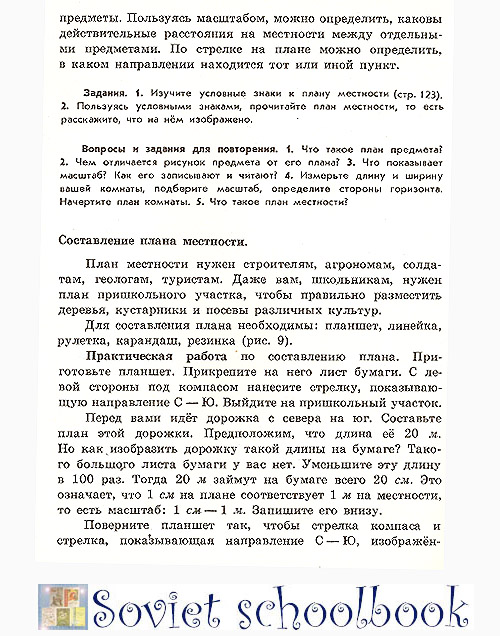 предметы. Пользуясь масштабом, можно определить, каковы
действительные расстояния на местности между отдельны-
ми предметами. По стрелке на плане можно определить,
в каком направлении находится тот или иной пункт.
Задания. 1. Изучите условные знаки к плану местности (стр. 123).
2. Пользуясь условными знаками, прочитайте план местности, то есть
расскажите, что на нём изображено.
Вопросы и задания для повторения. 1. Что такое план предмета?
2. Чем отличается рисунок предмета от его плана? 3. Что показывает
масштаб? Как его записывают и читают? 4. Измерьте длину и ширину
вашей комнаты, подберите масштаб, определите стороны горизонта.
Начертите план комнаты. 5. Что такое план местности?
Составление плана местности.
План местности нужен строителям, агрономам, солда-
там, геологам, туристам. Даже вам, школьникам, нужен
план пришкольного участка, чтобы правильно разместить
деревья, кустарники и посевы различных культур.
Для составления плана необходимы: планшет, линейка,
рулетка, карандаш, резинка (рис. 9).
Практическая работа по составлению плана. При-
готовьте планшет. Прикрепите на него лист бумаги. С ле-
вой стороны под компасом нанесите стрелку, показываю-
щую направление С — Ю. Выйдите на пришкольный участок.
Перед вами идёт дорожка с севера на юг. Составьте
план этой дорожки. Предположим, что длина её 20 м.
Но как изобразить дорожку такой длины на бумаге? Тако-
го большого листа бумаги у вас нет. Уменьшите эту длину
в 100 раз. Тогда 20 м займут на бумаге всего 20 см. Это
означает, что 1 см на плане соответствует 1 м на местности,
то есть масштаб: 1 см — 1 м. Запишите его внизу.
Поверните планшет так, чтобы стрелка компаса и
стрелка, показывающая направление С — Ю, изображён-
Soviet schoolbook